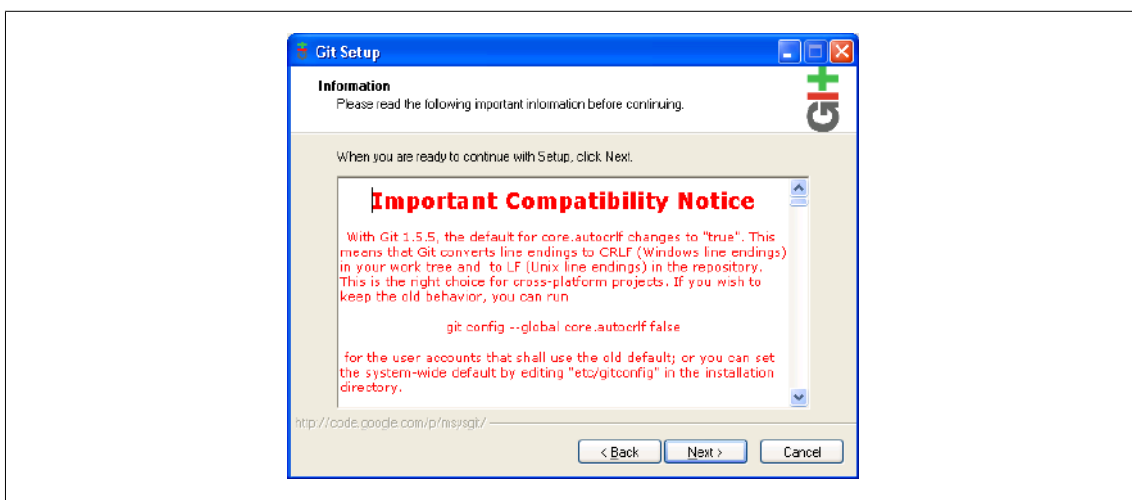 Git Setup
Information
Please read the following important information before continuing.
GIT
When you are ready to continue with Setup, click Next.
Important Compatibility Notice
With Git 1.5.5, the default for core.autocrlf changes to "true". This
means that Git converts line endings to CRLF (Windows line endings)
in your work tree and  to LF (Unix line endings) in the repository.
This is the right choice for cross-platform projects. If you wish to
keep the old behavior, you can run
git config --global core.autocrlf false
for the user accounts that shall use the old default; or you can set
the system-wide default by editing "etc/gitconfig" in the installation
directory.
http://code.google.com/p/msysgit/
< Back
Next >
Cancel